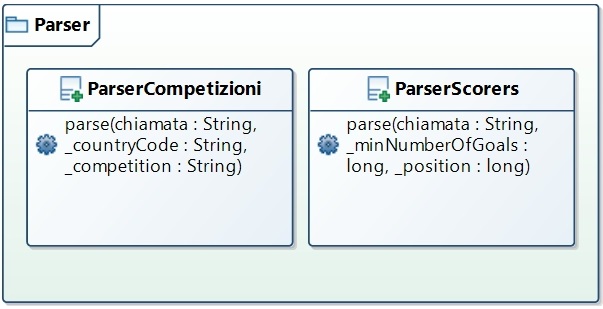 Parser
ParserCompetizioni
parse(chiamata : String,
_countryCode : String,
_competition : String)
ParserScorers
parse(chiamata : String,
_minNumberOfGoals :
long, _position : long)